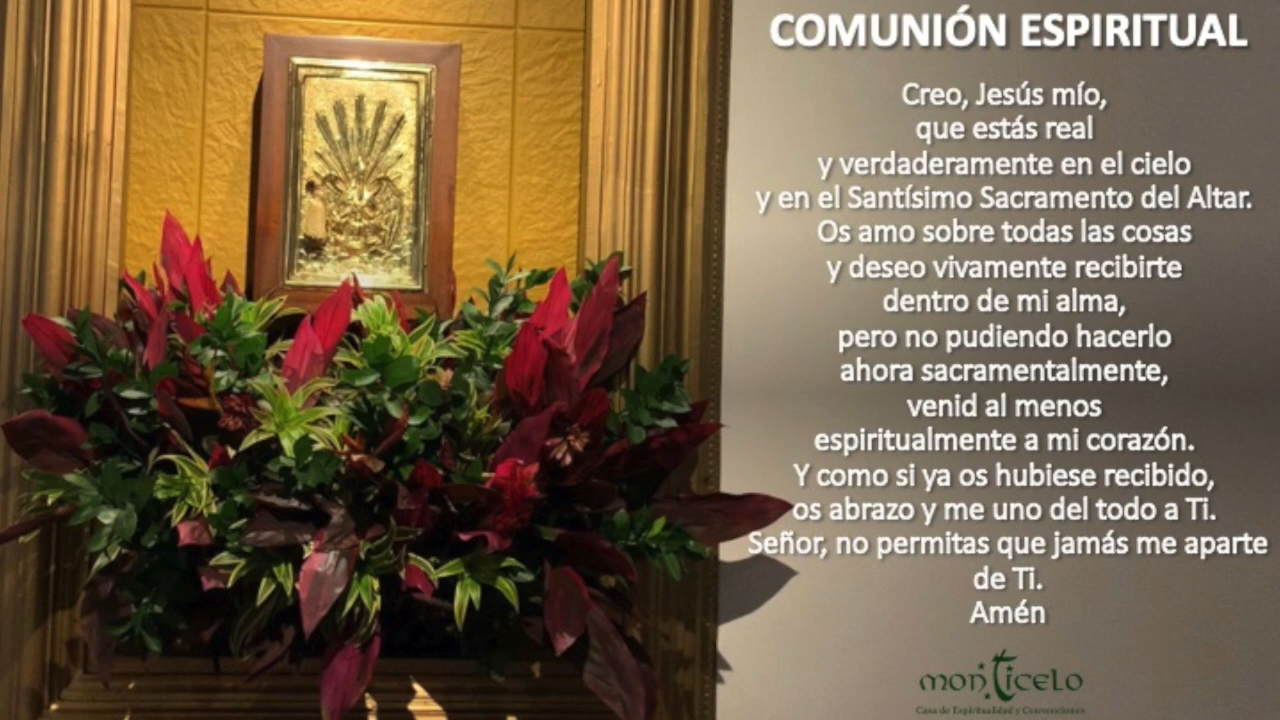 COMUNIÓN ESPIRITUAL
Creo, Jesús mío,
que estás real
y verdaderamente en el cielo
y en el Santísimo Sacramento del Altar.
Os amo sobre todas las cosas
y deseo vivamente recibirte
dentro de mi alma,
pero no pudiendo hacerlo
ahora sacramentalmente,
venid al menos
espiritualmente a mi corazón.
Y como si ya os hubiese recibido,
os abrazo y me uno del todo a Ti.
Señor, no permitas que jamás me aparte
de Ti.
Amén
monticelo
Casa de Espiritualidad y Convenciones